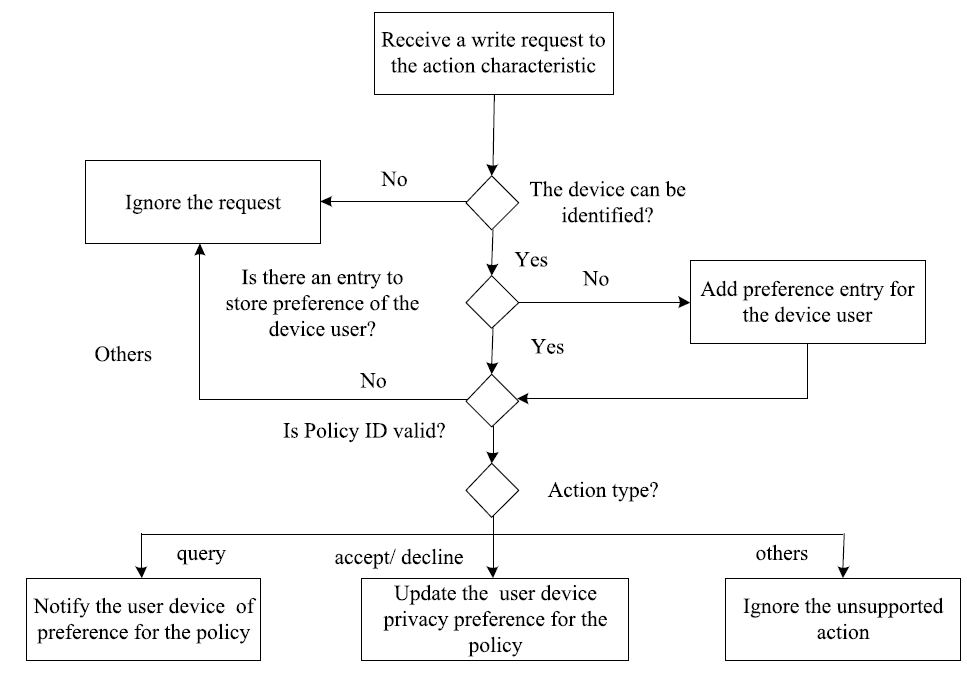 Receive a write request to
the action characteristic
No
The device can be
identified?
Ignore the request
Yes
Is there an entry to
store preference of the
device user?
No
Add preference entry for
the device user
Yes
Others
No
Is Policy ID valid?
Action type?
query
accept/ decline
others
Notify the user device of
preference for the policy
Update the user device
privacy preference for the
policy
Ignore the unsupported
action